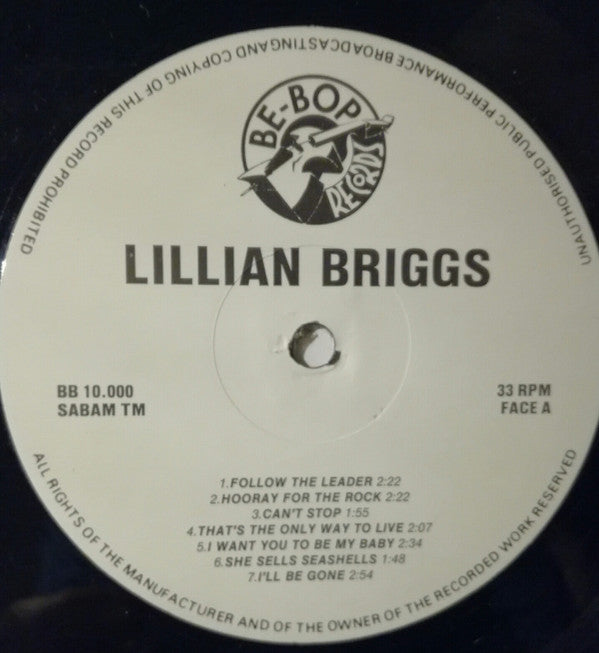 UNAUTHORISED PUBLIC PERFORMANCE BROADCASTING AND COPYING OF THIS RECORD PROHIBITED
BE-BOP
RECORDS
LILLIAN BRIGGS
BB 10.000
SABAM TM
33 RPM
FACE A
1.FOLLOW THE LEADER 2:22
2.HOORAY FOR THE ROCK 2:22
3.CAN'T STOP 1:55
4.THAT'S THE ONLY WAY TO LIVE 2:07
5.I WANT YOU TO BE MY BABY 2:34
6.SHE SELLS SEASHELLS 1:48
7.I'LL BE GONE 2:54
ALL RIGHTS OF THE MANUFACTURER AND OF THE OWNER OF THE RECORDED WORK RESERVED